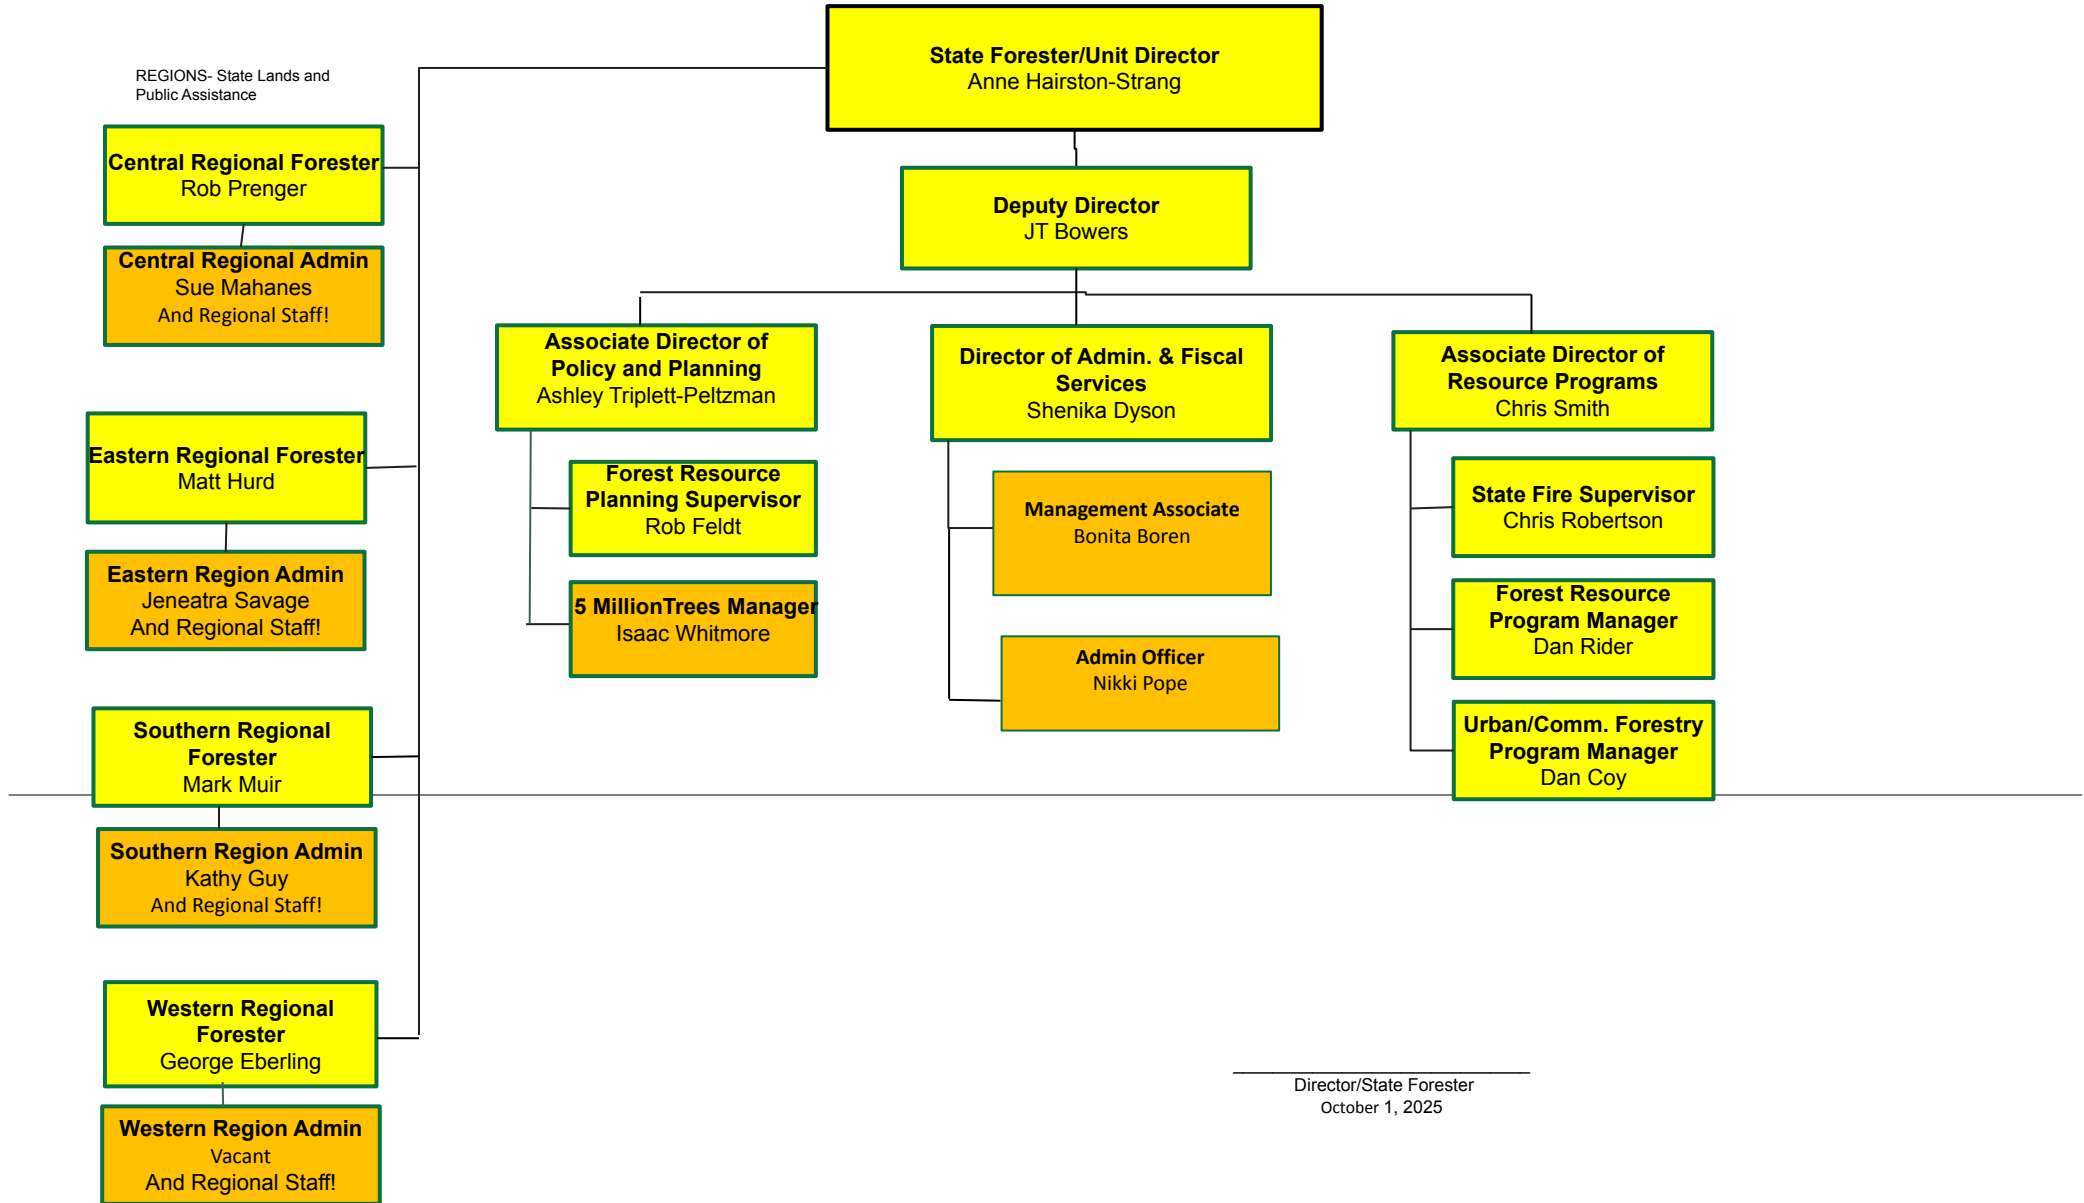 State Forester/Unit Director
Anne Hairston-Strang
REGIONS- State Lands and
Public Assistance
Central Regional Forester
Rob Prenger
Central Regional Admin
Sue Mahanes
And Regional Staff!
Eastern Regional Forester
Matt Hurd
Eastern Region Admin
Jeneatra Savage
And Regional Staff!
Southern Regional
Forester
Mark Muir
Southern Region Admin
Kathy Guy
And Regional Staff!
Western Regional
Forester
George Eberling
Western Region Admin
Vacant
And Regional Staff!
Deputy Director
JT Bowers
Associate Director of
Policy and Planning
Ashley Triplett-Peltzman
Forest Resource
Planning Supervisor
Rob Feldt
5 MillionTrees Manager
Isaac Whitmore
Director of Admin. & Fiscal
Services
Shenika Dyson
Management Associate
Bonita Boren
Admin Officer
Nikki Pope
Associate Director of
Resource Programs
Chris Smith
State Fire Supervisor
Chris Robertson
Forest Resource
Program Manager
Dan Rider
Urban/Comm. Forestry
Program Manager
Dan Coy
Director/State Forester
October 1, 2025